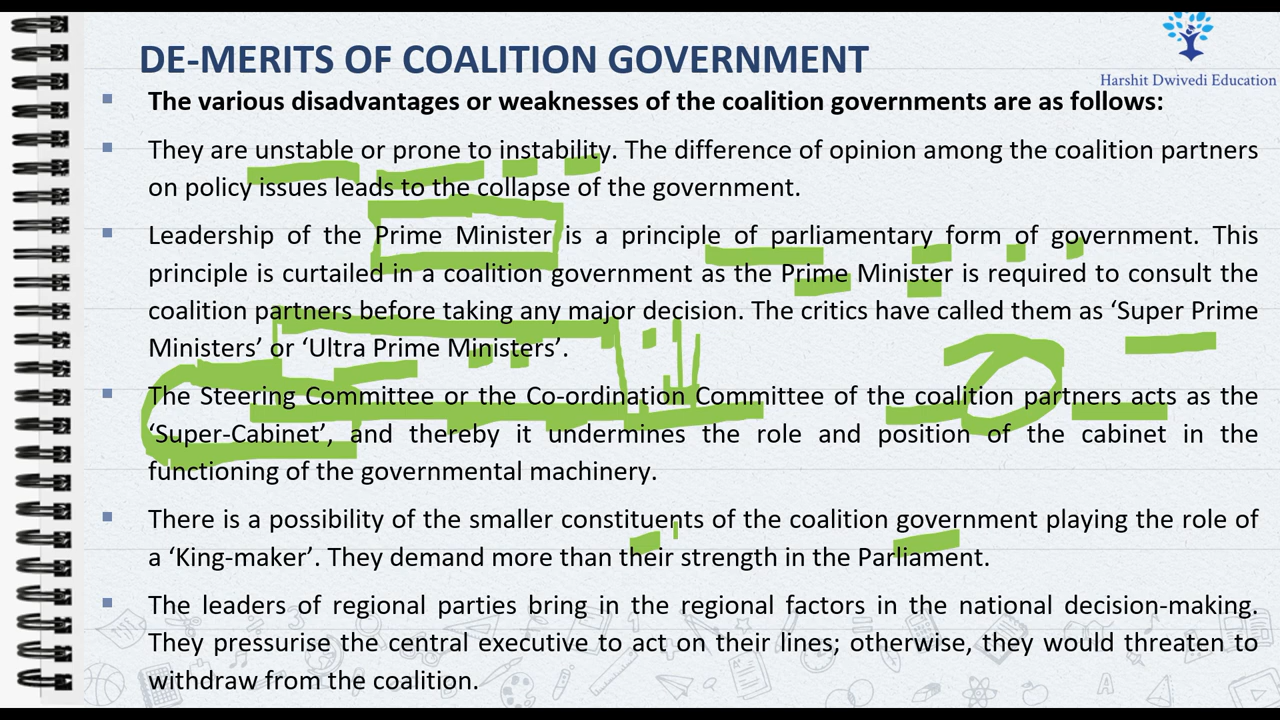 DE-MERITS OF COALITION GOVERNMENT
Harshit Dwivedi Education
The various disadvantages or weaknesses of the coalition governments are as follows:
They are unstable or prone to instability. The difference of opinion among the coalition partners
on policy issues leads to the collapse of the government.
Leadership of the Prime Minister is a principle of parliamentary form of government. This
principle is curtailed in a coalition government as the Prime Minister is required to consult the
coalition partners before taking any major decision. The critics have called them as ‘Super Prime
Ministers’ or ‘Ultra Prime Ministers’.
The Steering Committee or the Co-ordination Committee of the coalition partners acts as the
‘Super-Cabinet’, and thereby it undermines the role and position of the cabinet in the
functioning of the governmental machinery.
There is a possibility of the smaller constituents of the coalition government playing the role of
a ‘King-maker’. They demand more than their strength in the Parliament.
The leaders of regional parties bring in the regional factors in the national decision-making.
They pressurise the central executive to act on their lines; otherwise, they would threaten to
withdraw from the coalition.